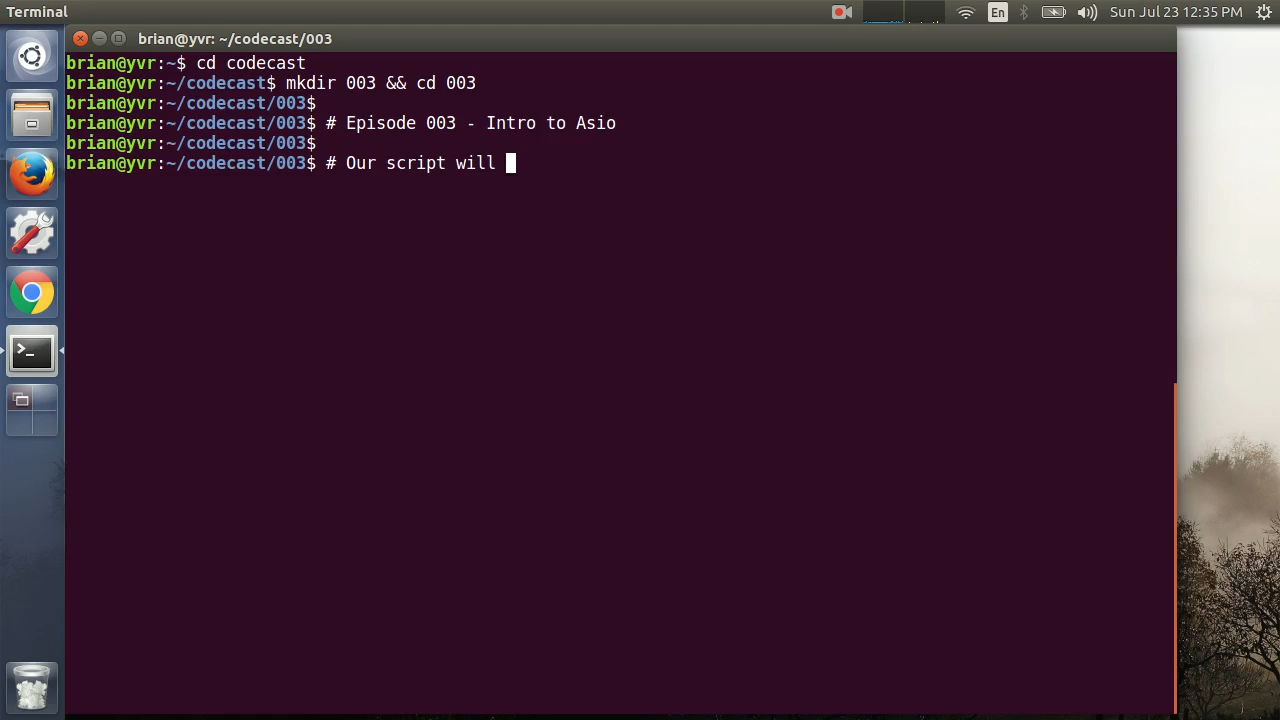 Terminal
En
Sun Jul 23 12:35 PM
brian@yvr: ~/codecast/003
brian@yvr:~$ cd codecast
brian@yvr:~/codecast$ mkdir 003 && cd 003
brian@yvr:~/codecast/003$
brian@yvr:~/codecast/003$ # Episode 003 - Intro to Asio
brian@yvr:~/codecast/003$
brian@yvr:~/codecast/003$ # Our script will